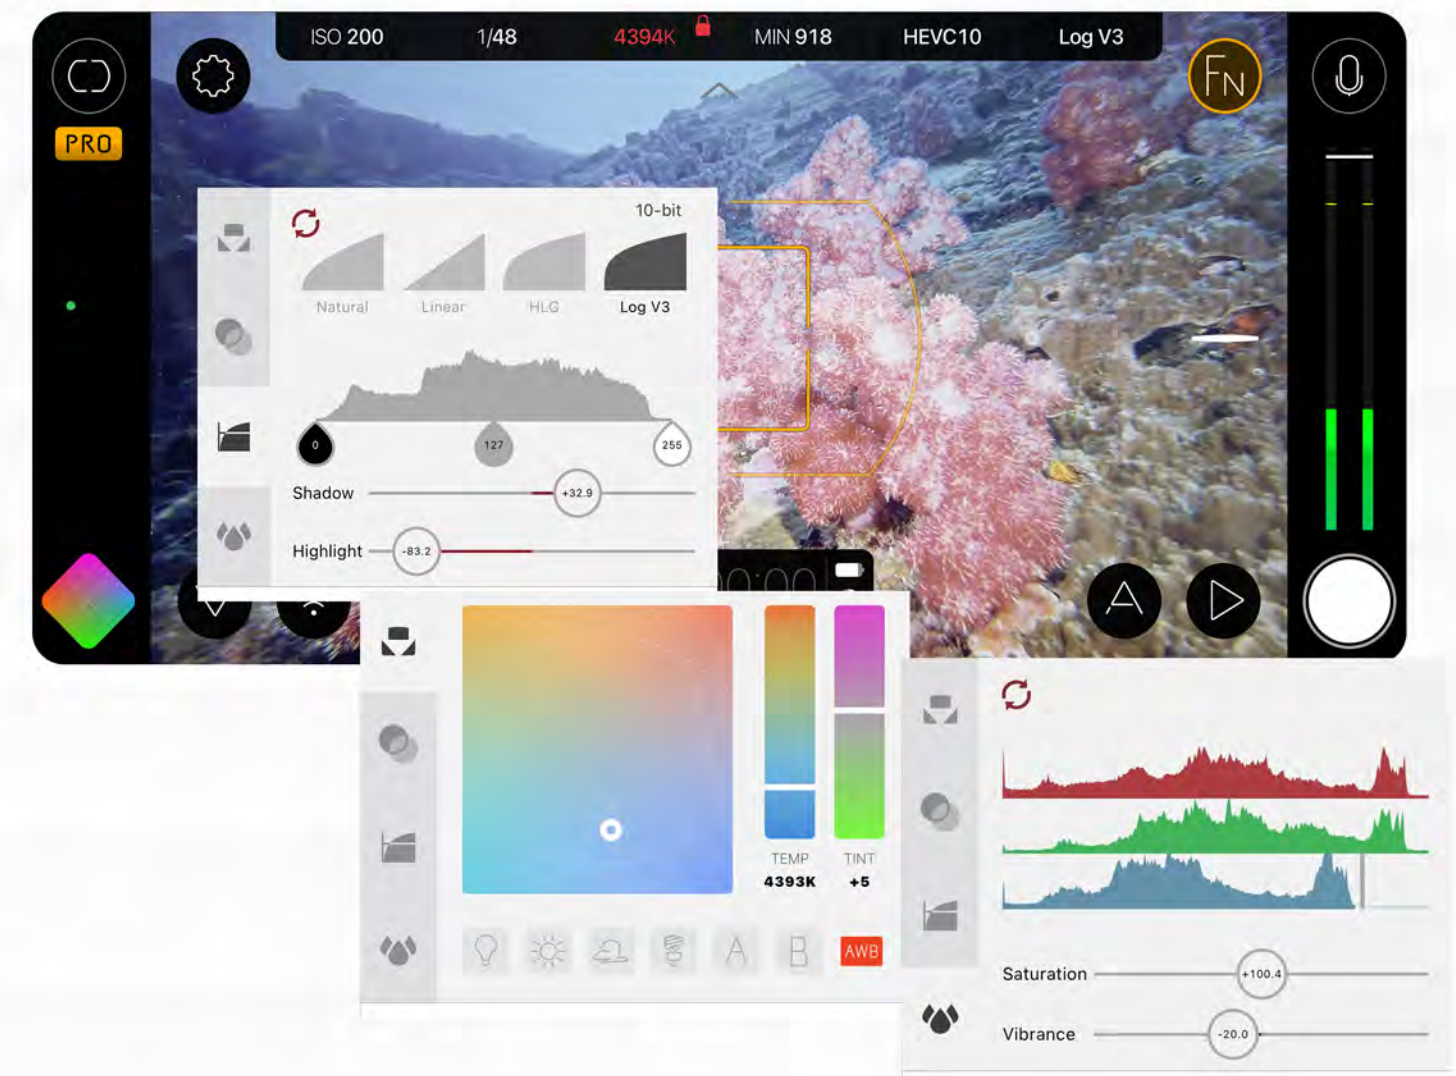 ISO 200 1/48 4394K MIN 918 HEVC10 Log V3
FN
PRO
10-bit
Natural Linear HLG Log V3
0 127 255
Shadow +32.9
Highlight -83.2
TEMP TINT
4393K +5
A B AWB
A
Saturation +100.4
Vibrance -20.0